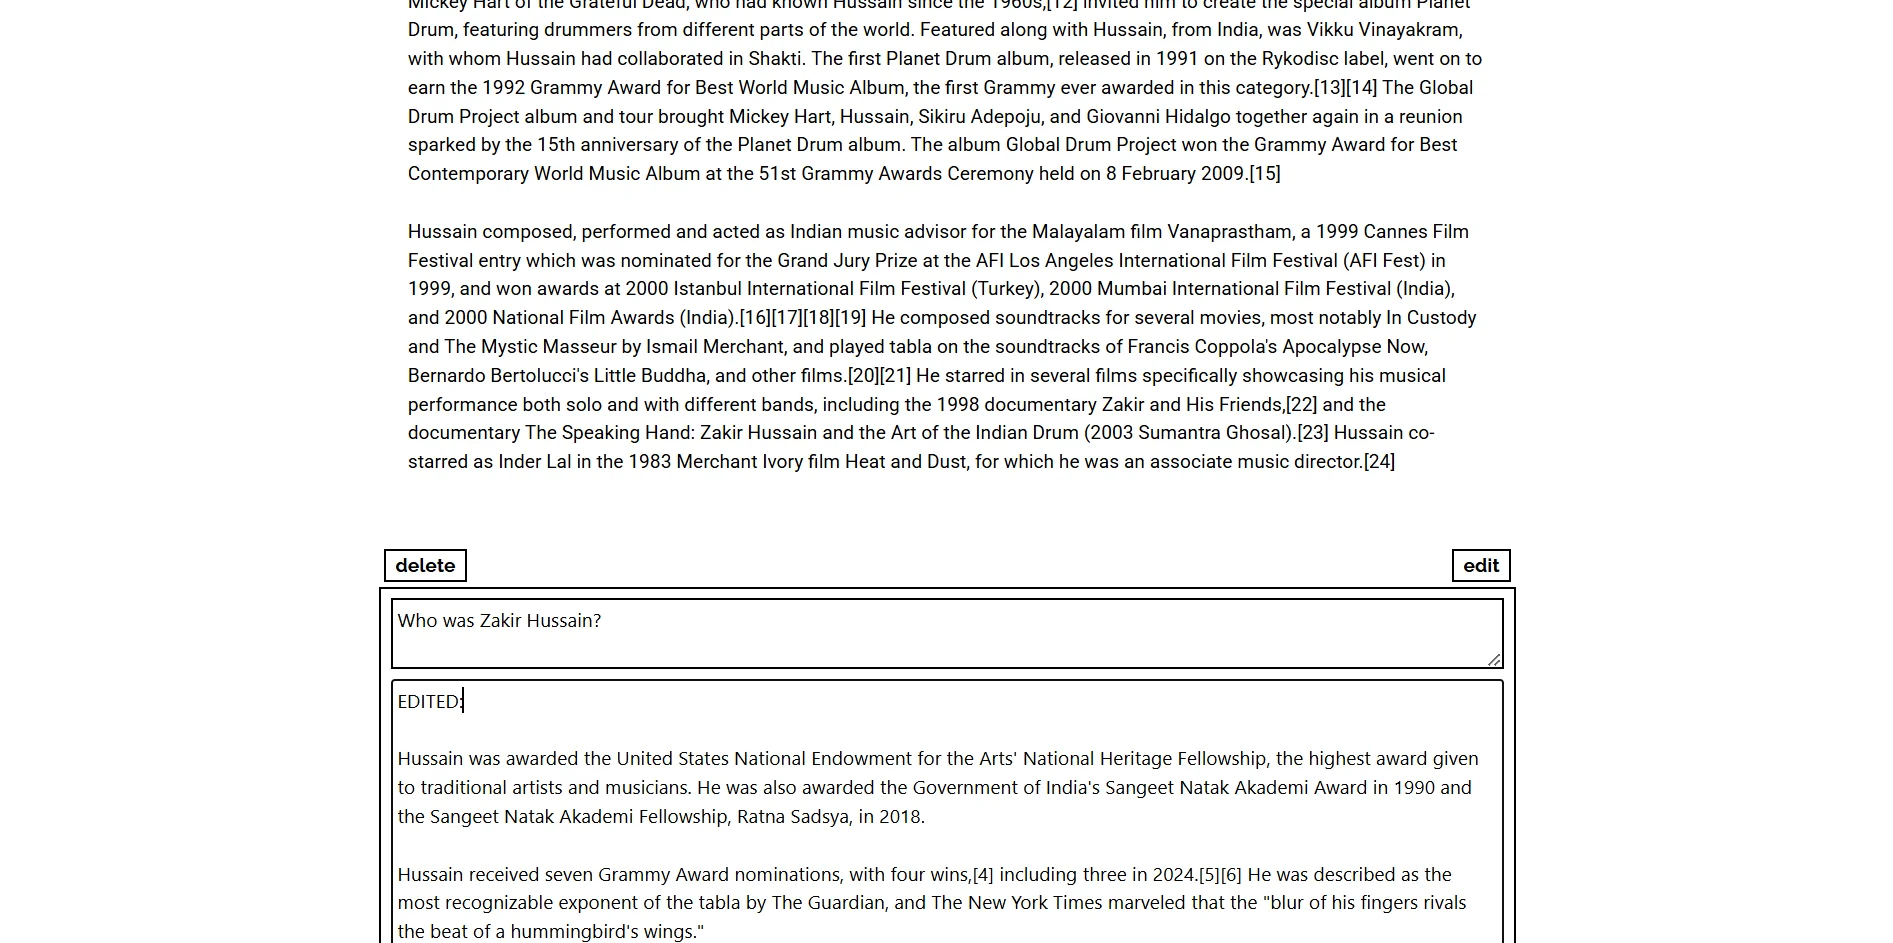 Mickey Hart of the Grateful Dead, who had known Hussain since the 1960s,[12] invited him to create the special album Planet
Drum, featuring drummers from different parts of the world. Featured along with Hussain, from India, was Vikku Vinayakram,
with whom Hussain had collaborated in Shakti. The first Planet Drum album, released in 1991 on the Rykodisc label, went on to
earn the 1992 Grammy Award for Best World Music Album, the first Grammy ever awarded in this category.[13][14] The Global
Drum Project album and tour brought Mickey Hart, Hussain, Sikiru Adepoju, and Giovanni Hidalgo together again in a reunion
sparked by the 15th anniversary of the Planet Drum album. The album Global Drum Project won the Grammy Award for Best
Contemporary World Music Album at the 51st Grammy Awards Ceremony held on 8 February 2009.[15]
Hussain composed, performed and acted as Indian music advisor for the Malayalam film Vanaprastham, a 1999 Cannes Film
Festival entry which was nominated for the Grand Jury Prize at the AFI Los Angeles International Film Festival (AFI Fest) in
1999, and won awards at 2000 Istanbul International Film Festival (Turkey), 2000 Mumbai International Film Festival (India),
and 2000 National Film Awards (India).[16][17][18][19] He composed soundtracks for several movies, most notably In Custody
and The Mystic Masseur by Ismail Merchant, and played tabla on the soundtracks of Francis Coppola's Apocalypse Now,
Bernardo Bertolucci's Little Buddha, and other films.[20][21] He starred in several films specifically showcasing his musical
performance both solo and with different bands, including the 1998 documentary Zakir and His Friends,[22] and the
documentary The Speaking Hand: Zakir Hussain and the Art of the Indian Drum (2003 Sumantra Ghosal).[23] Hussain co-
starred as Inder Lal in the 1983 Merchant Ivory film Heat and Dust, for which he was an associate music director.[24]
delete
edit
Who was Zakir Hussain?
EDITED:
Hussain was awarded the United States National Endowment for the Arts' National Heritage Fellowship, the highest award given
to traditional artists and musicians. He was also awarded the Government of India's Sangeet Natak Akademi Award in 1990 and
the Sangeet Natak Akademi Fellowship, Ratna Sadsya, in 2018.
Hussain received seven Grammy Award nominations, with four wins,[4] including three in 2024.[5][6] He was described as the
most recognizable exponent of the tabla by The Guardian, and The New York Times marveled that the "blur of his fingers rivals
the beat of a hummingbird's wings."